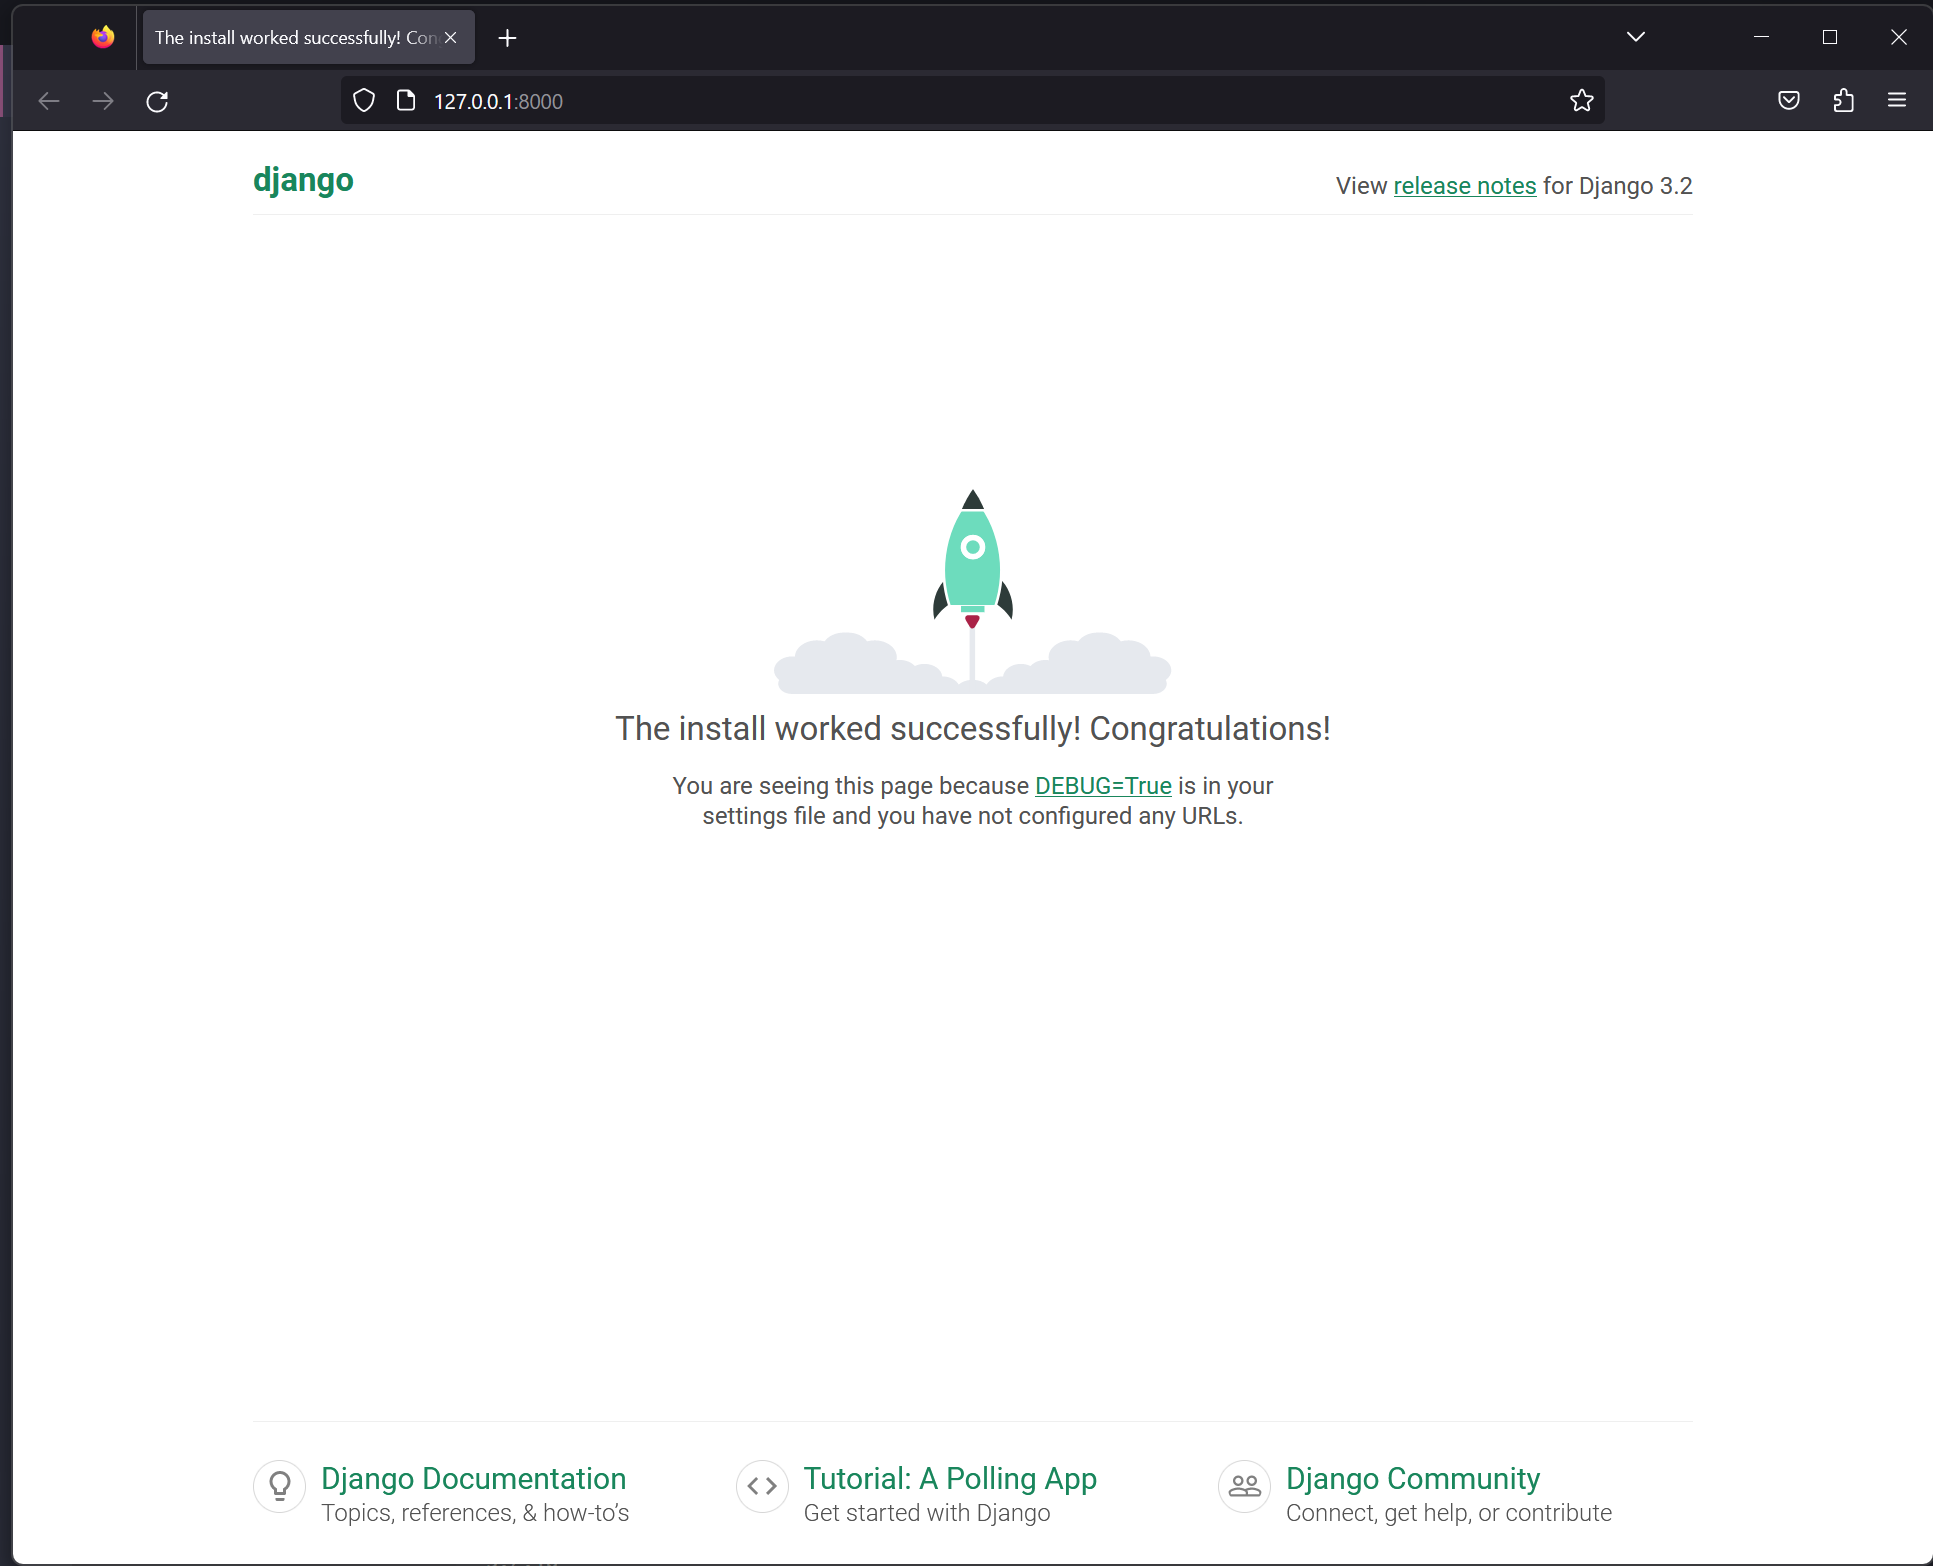 The install worked successfully! Con
127.0.0.1:8000
django
View release notes for Django 3.2
The install worked successfully! Congratulations!
You are seeing this page because DEBUG=True is in your
settings file and you have not configured any URLs.
Django Documentation
Topics, references, & how-to’s
Tutorial: A Polling App
Get started with Django
Django Community
Connect, get help, or contribute